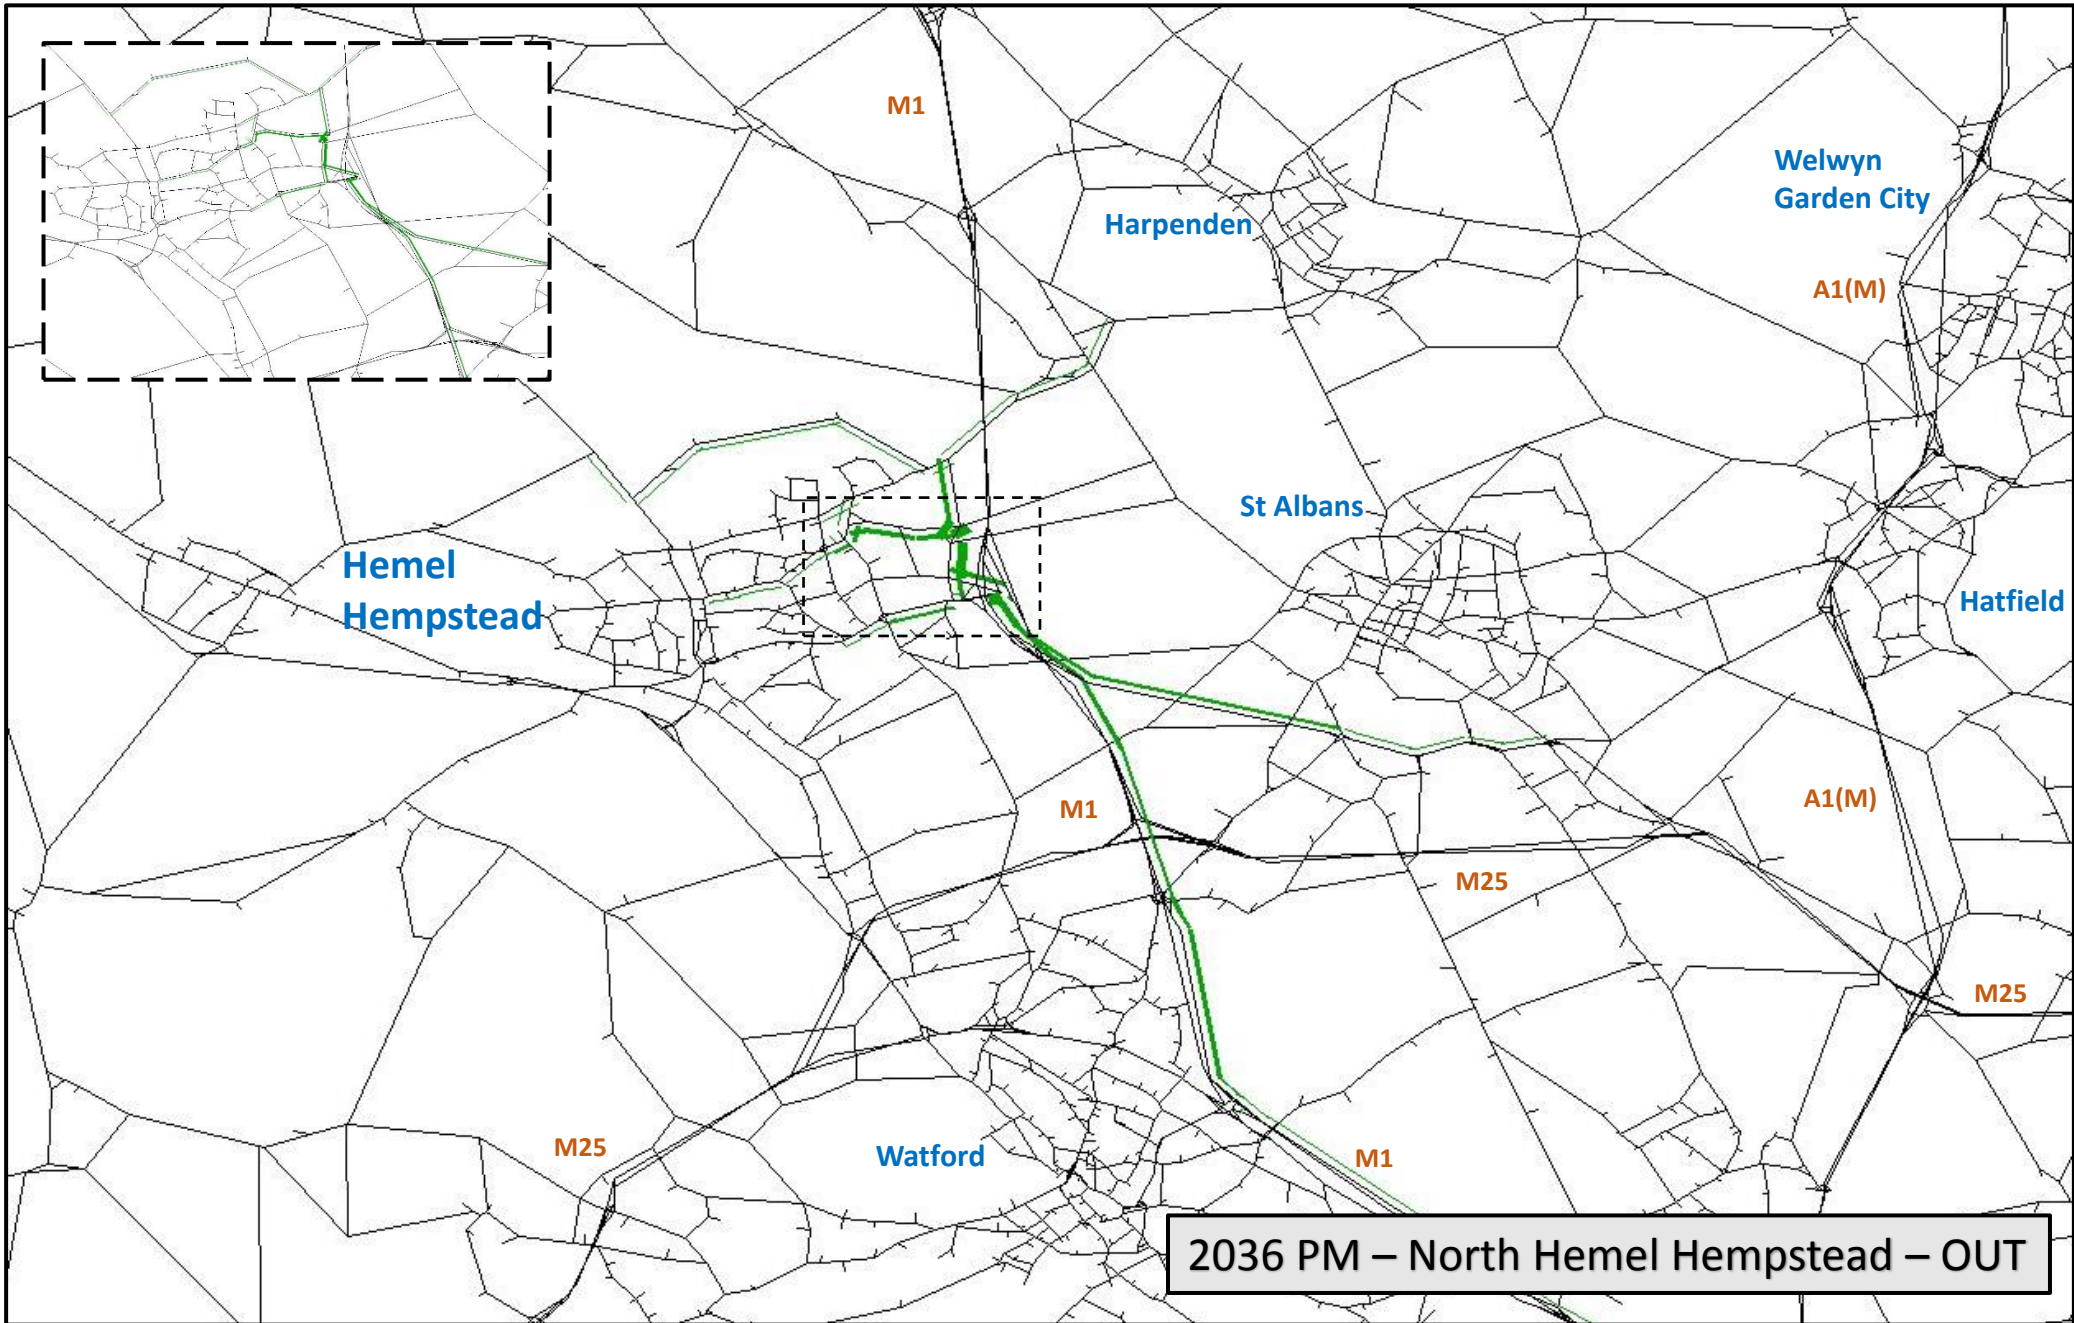 M1
Welwyn
Garden City
Harpenden
A1(M)
St Albans
Hemel
Hempstead
Hatfield
M1
A1(M)
M25
M25
M25
Watford
M1
2036 PM – North Hemel Hempstead – OUT